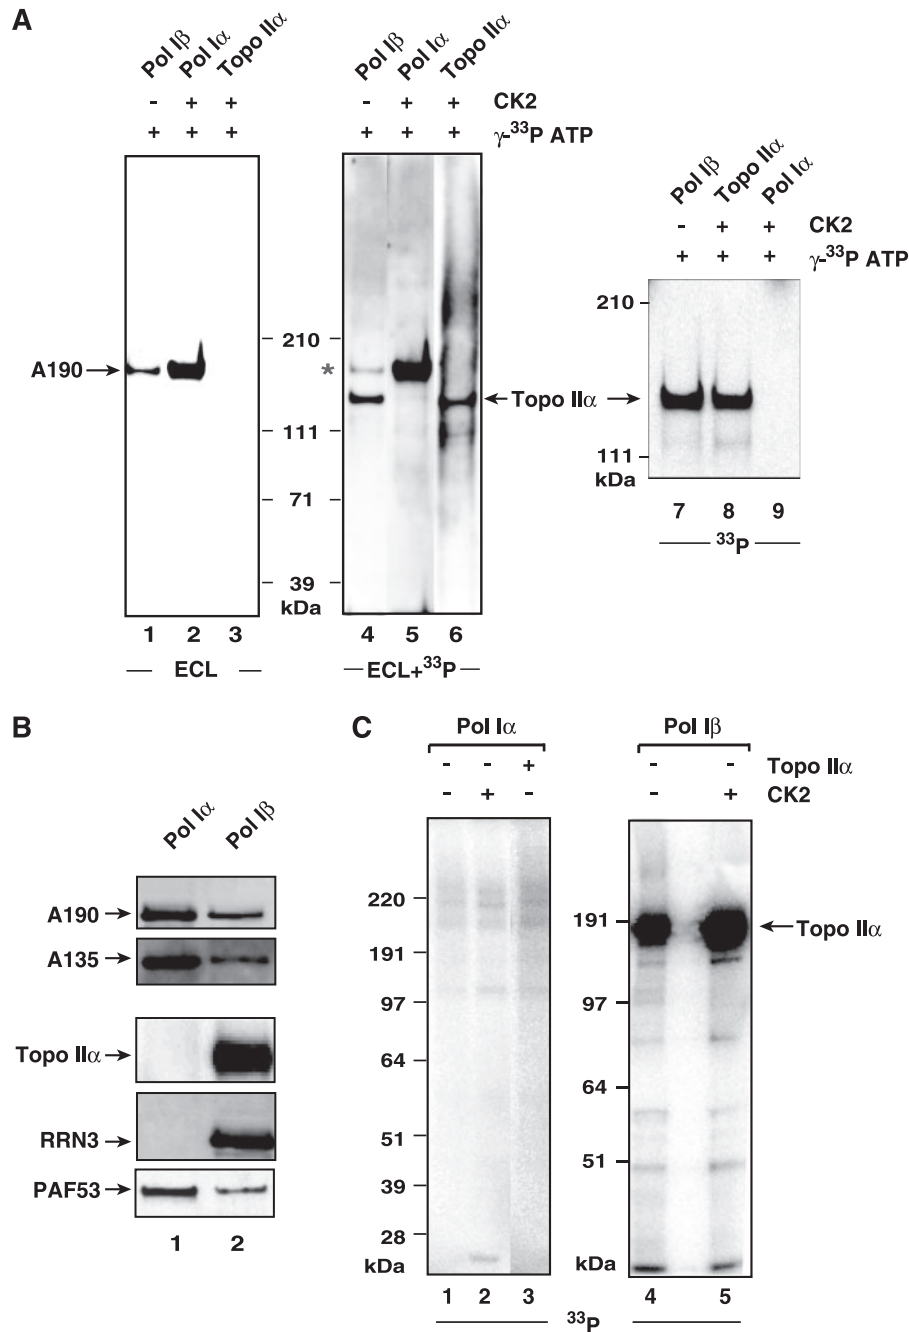 A
Pol Iβ Pol Iα Topo IIα
- + +
+ + +
Pol Iβ Pol Iα Topo IIα
- + + CK2
+ + + γ-³³P ATP
Pol Iβ Topo IIα Pol Iα
- + + CK2
+ + + γ-³³P ATP
A190
210
111
71
39
kDa
*
Topo IIα
210
111
kDa
1 2 3
ECL
4 5 6
ECL+³³P
7 8 9
³³P
B
Pol Iα Pol Iβ
A190
A135
Topo IIα
RRN3
PAF53
1 2
C
Pol Iα
- - +
- + -
Pol Iβ
- - Topo IIα
- + CK2
220
191
97
64
51
39
28
kDa
191
97
64
51
kDa
Topo IIα
1 2 3
4 5
³³P